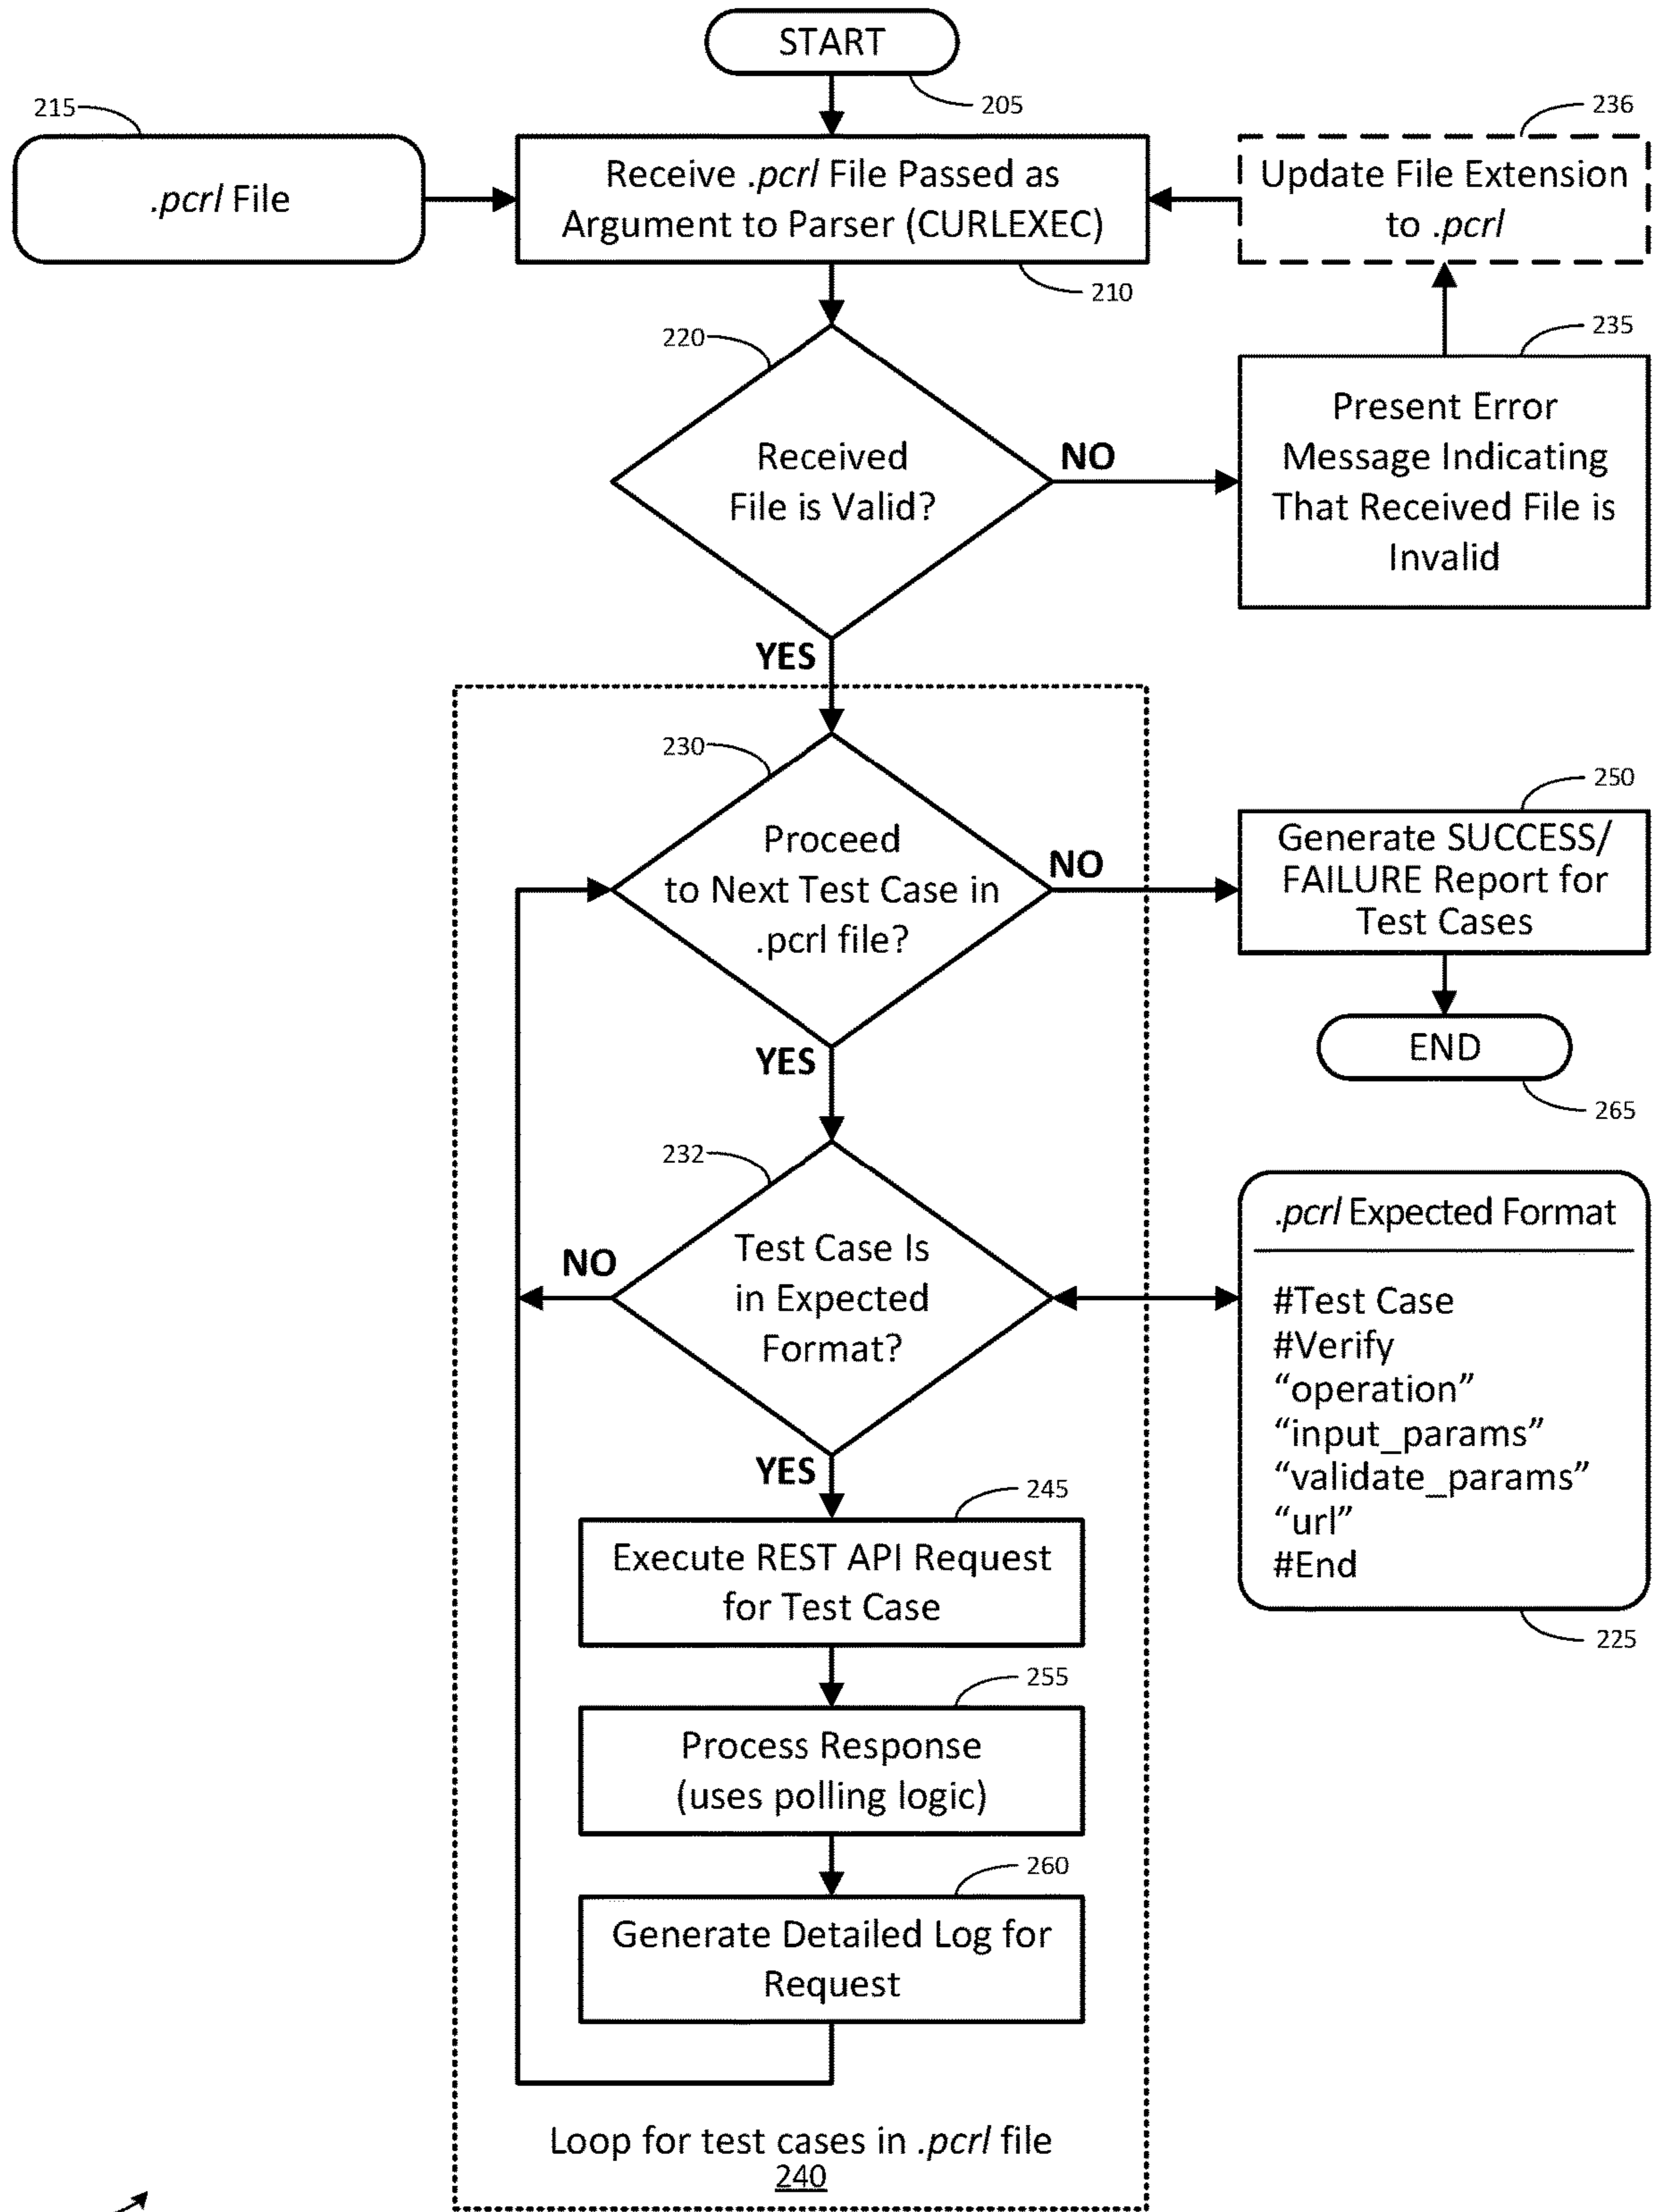 START
205
215
.pcrl File
Receive .pcrl File Passed as
Argument to Parser (CURLEXEC)
210
236
Update File Extension
to .pcrl
220
Received
File is Valid?
NO
235
Present Error
Message Indicating
That Received File is
Invalid
YES
230
Proceed
to Next Test Case in
.pcrl file?
NO
250
Generate SUCCESS/
FAILURE Report for
Test Cases
END
265
YES
232
Test Case Is
in Expected
Format?
NO
.pcrl Expected Format
#Test Case
#Verify
“operation”
“input_params”
“validate_params”
“url”
#End
225
YES
245
Execute REST API Request
for Test Case
255
Process Response
(uses polling logic)
260
Generate Detailed Log for
Request
Loop for test cases in .pcrl file
240